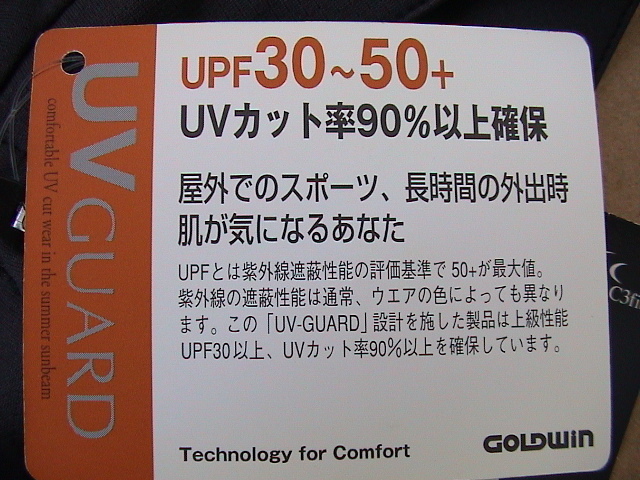 UV GUARD
comfortable UV cut wear in the summer sunbeam
UPF30~50+
UVカット率90%以上確保
屋外でのスポーツ、長時間の外出時
肌が気になるあなた
UPFとは紫外線遮蔽性能の評価基準で50+が最大値。
紫外線の遮蔽性能は通常、ウエアの色によっても異なり
ます。この「UV-GUARD」設計を施した製品は上級性能
UPF30以上、UVカット率90%以上を確保しています。
Technology for Comfort
GOLDWIN